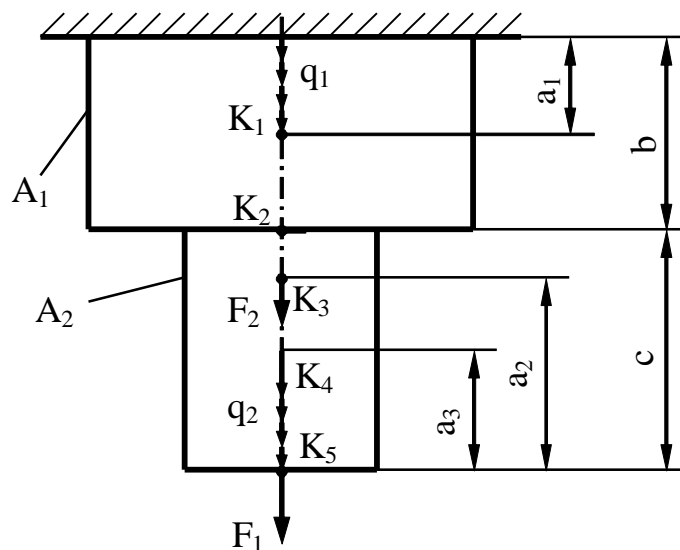 q₁
a₁
K₁
b
A₁
K₂
K₃
F₂
A₂
K₄
a₂
c
q₂
a₃
K₅
F₁